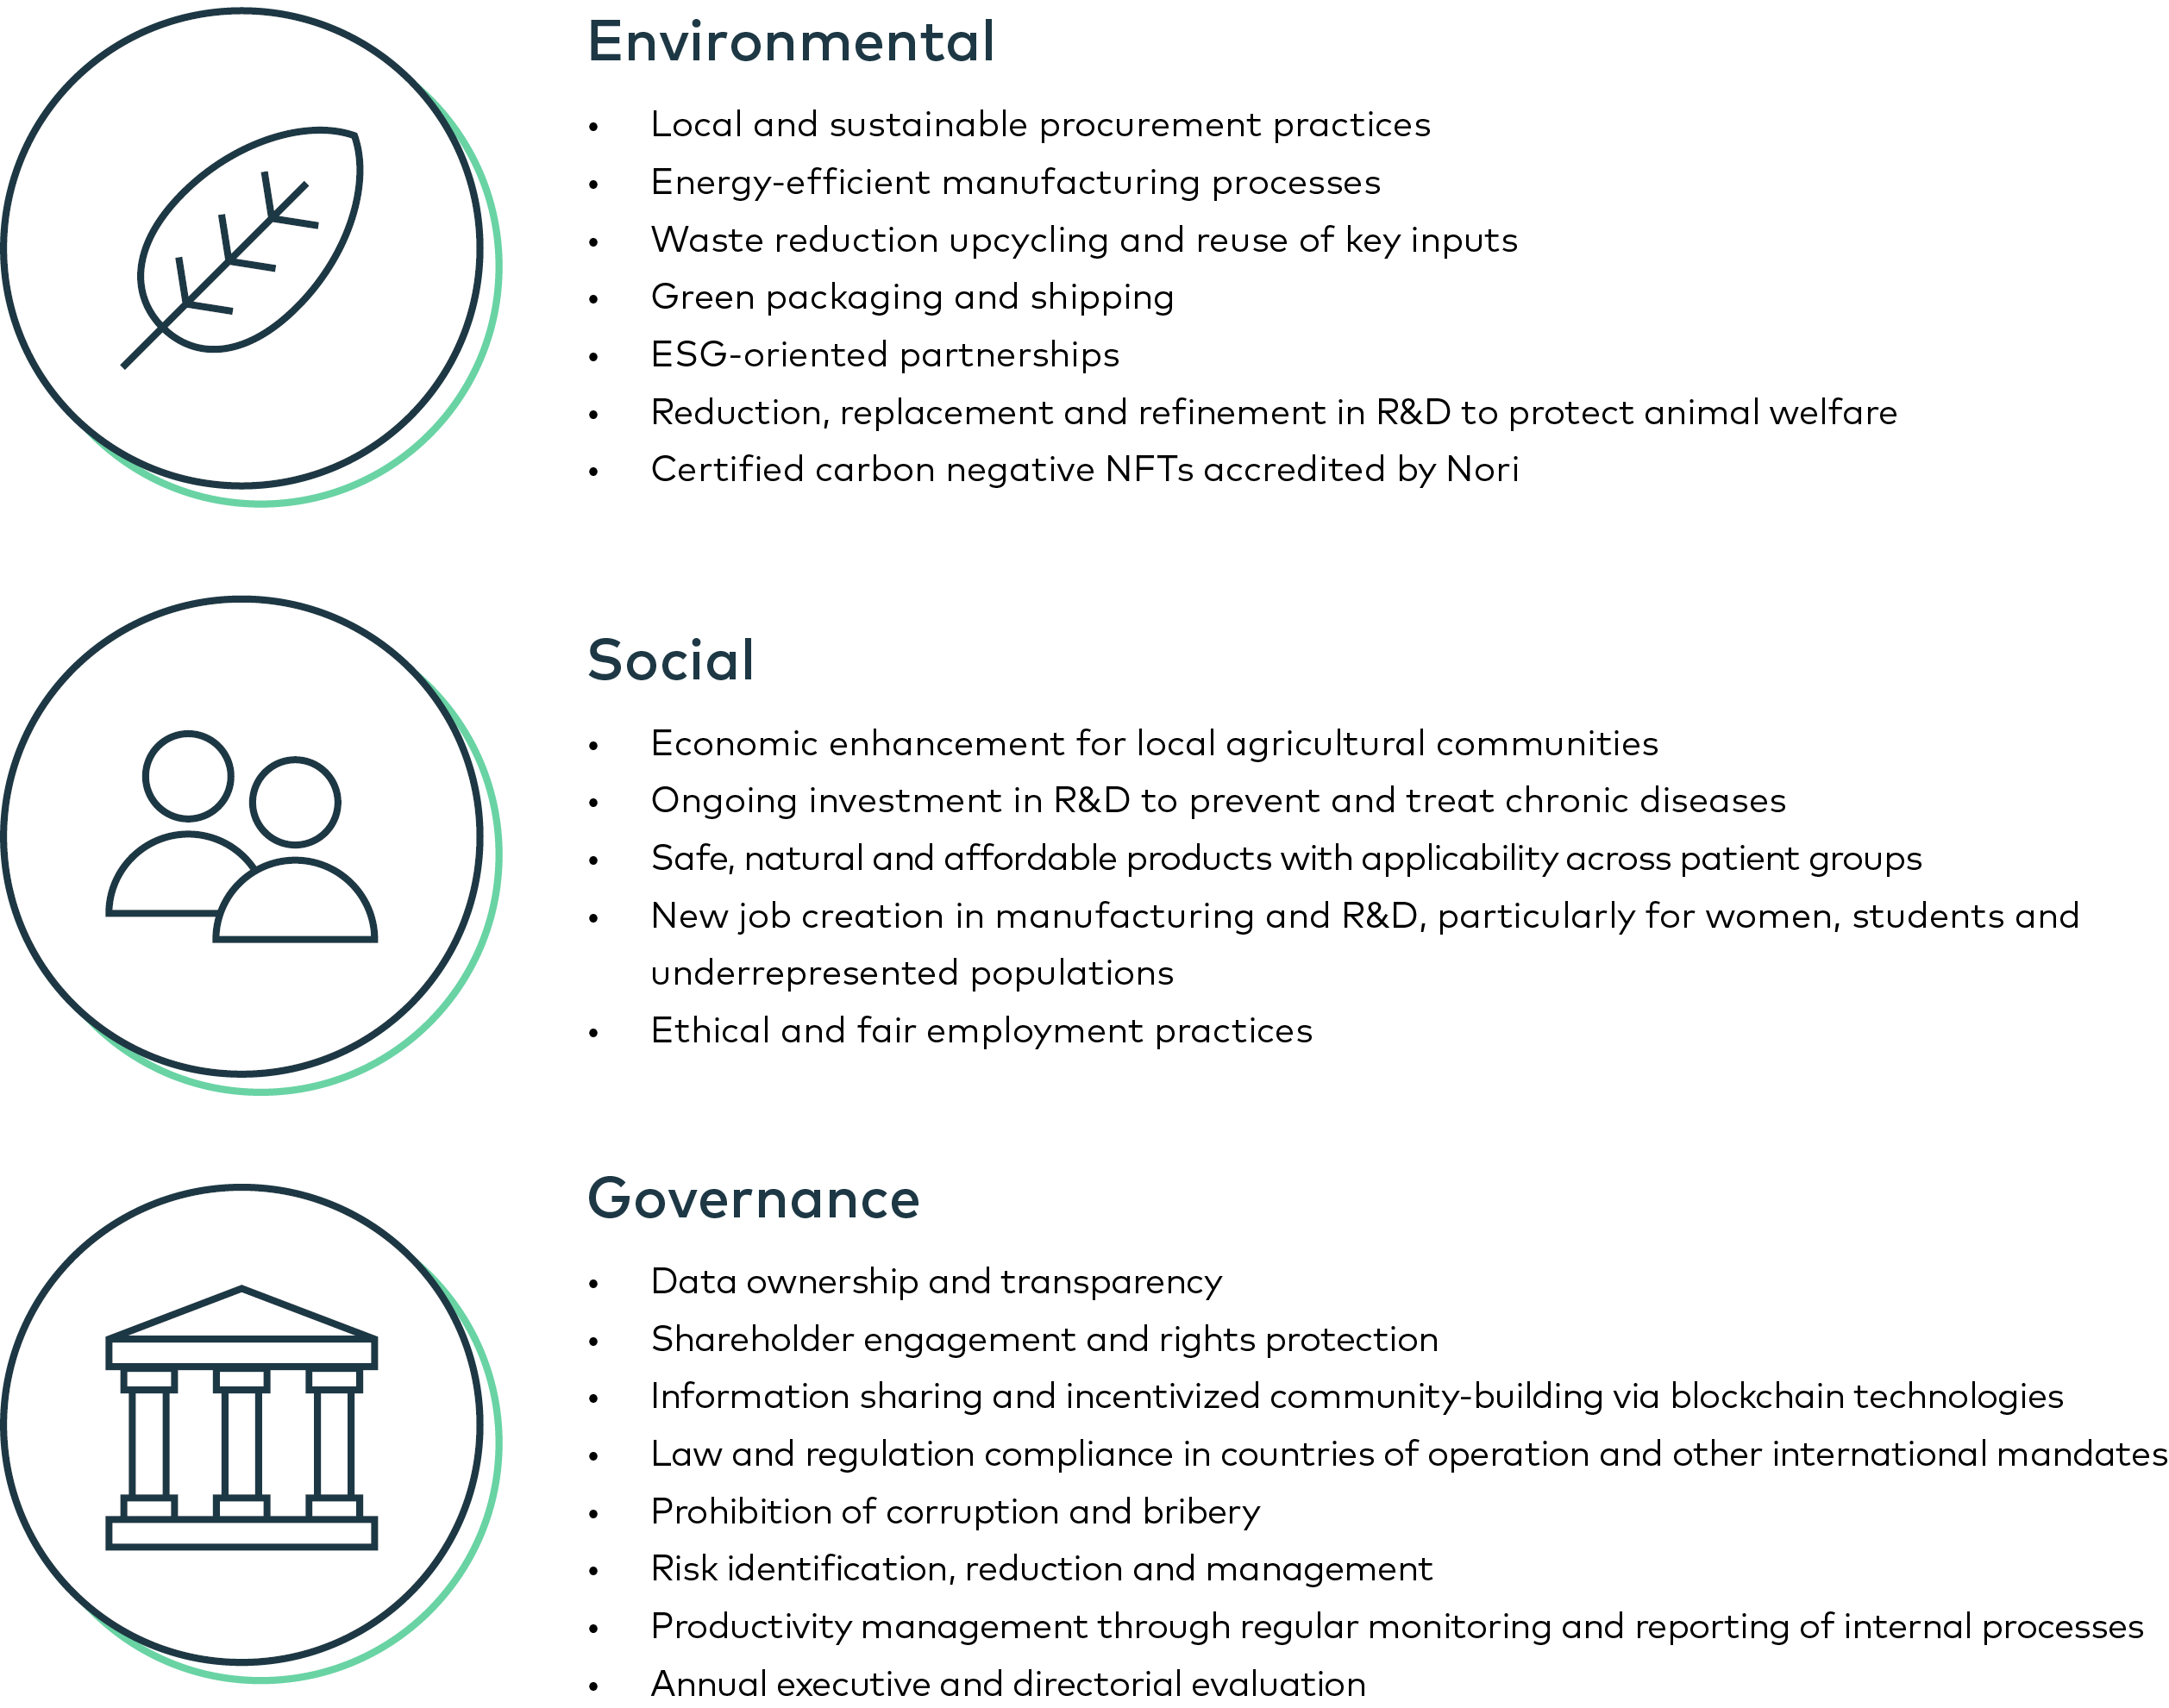 Environmental
• Local and sustainable procurement practices
• Energy-efficient manufacturing processes
• Waste reduction upcycling and reuse of key inputs
• Green packaging and shipping
• ESG-oriented partnerships
• Reduction, replacement and refinement in R&D to protect animal welfare
• Certified carbon negative NFTs accredited by Nori
Social
• Economic enhancement for local agricultural communities
• Ongoing investment in R&D to prevent and treat chronic diseases
• Safe, natural and affordable products with applicability across patient groups
• New job creation in manufacturing and R&D, particularly for women, students and
underrepresented populations
• Ethical and fair employment practices
Governance
• Data ownership and transparency
• Shareholder engagement and rights protection
• Information sharing and incentivized community-building via blockchain technologies
• Law and regulation compliance in countries of operation and other international mandates
• Prohibition of corruption and bribery
• Risk identification, reduction and management
• Productivity management through regular monitoring and reporting of internal processes
• Annual executive and directorial evaluation